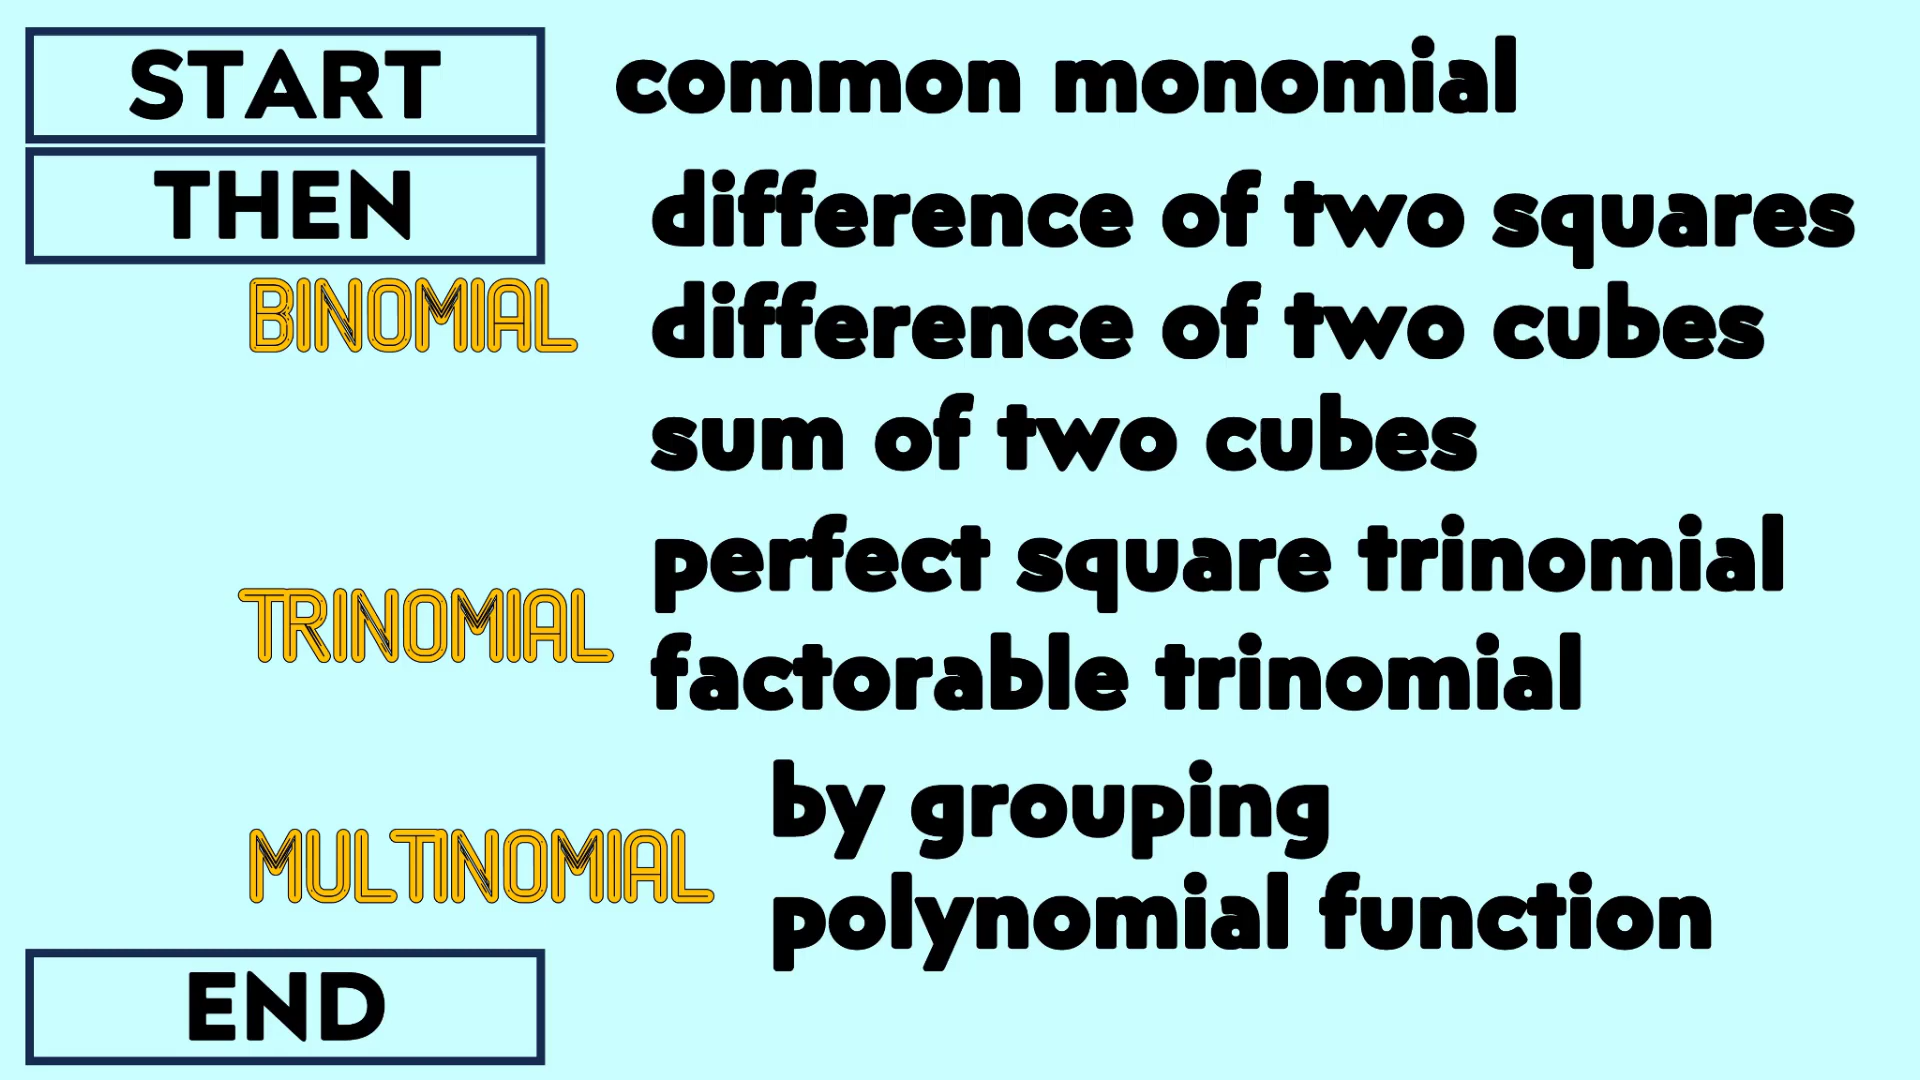 START common monomial
THEN difference of two squares
BINOMIAL difference of two cubes
sum of two cubes
perfect square trinomial
TRINOMIAL
factorable trinomial
by grouping
MULTINOMIAL
polynomial function
END